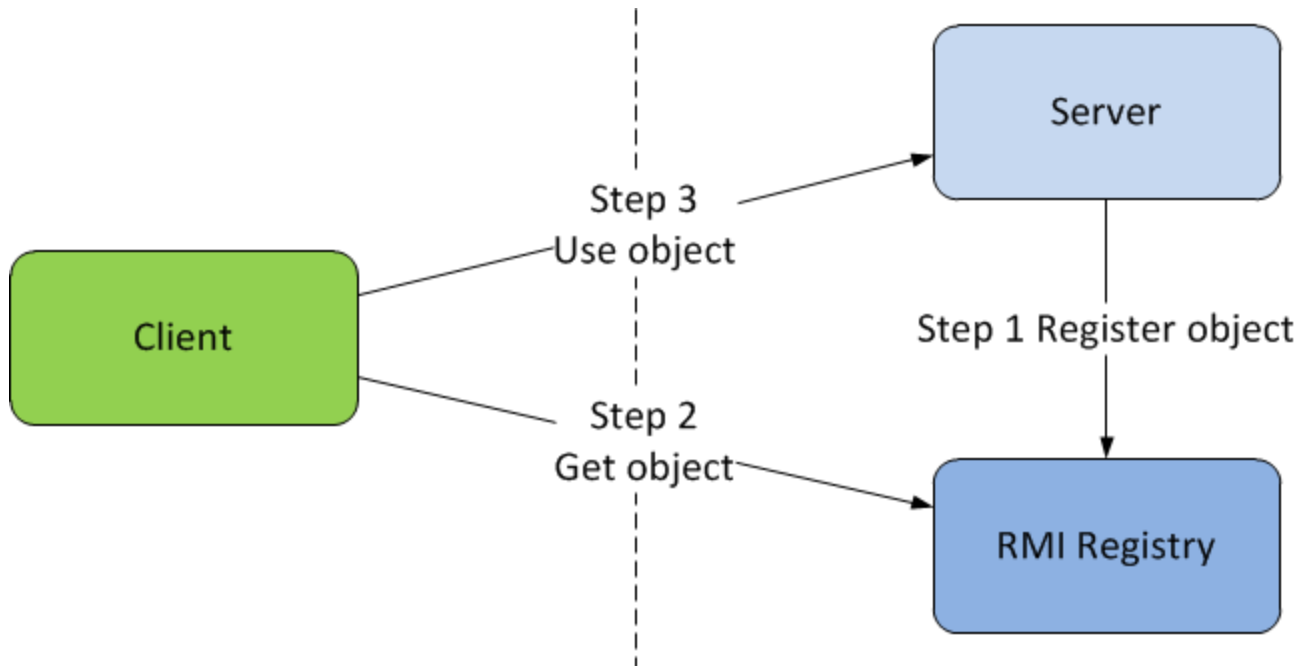 Server
Step 3
Use object
Client
Step 1 Register object
Step 2
Get object
RMI Registry